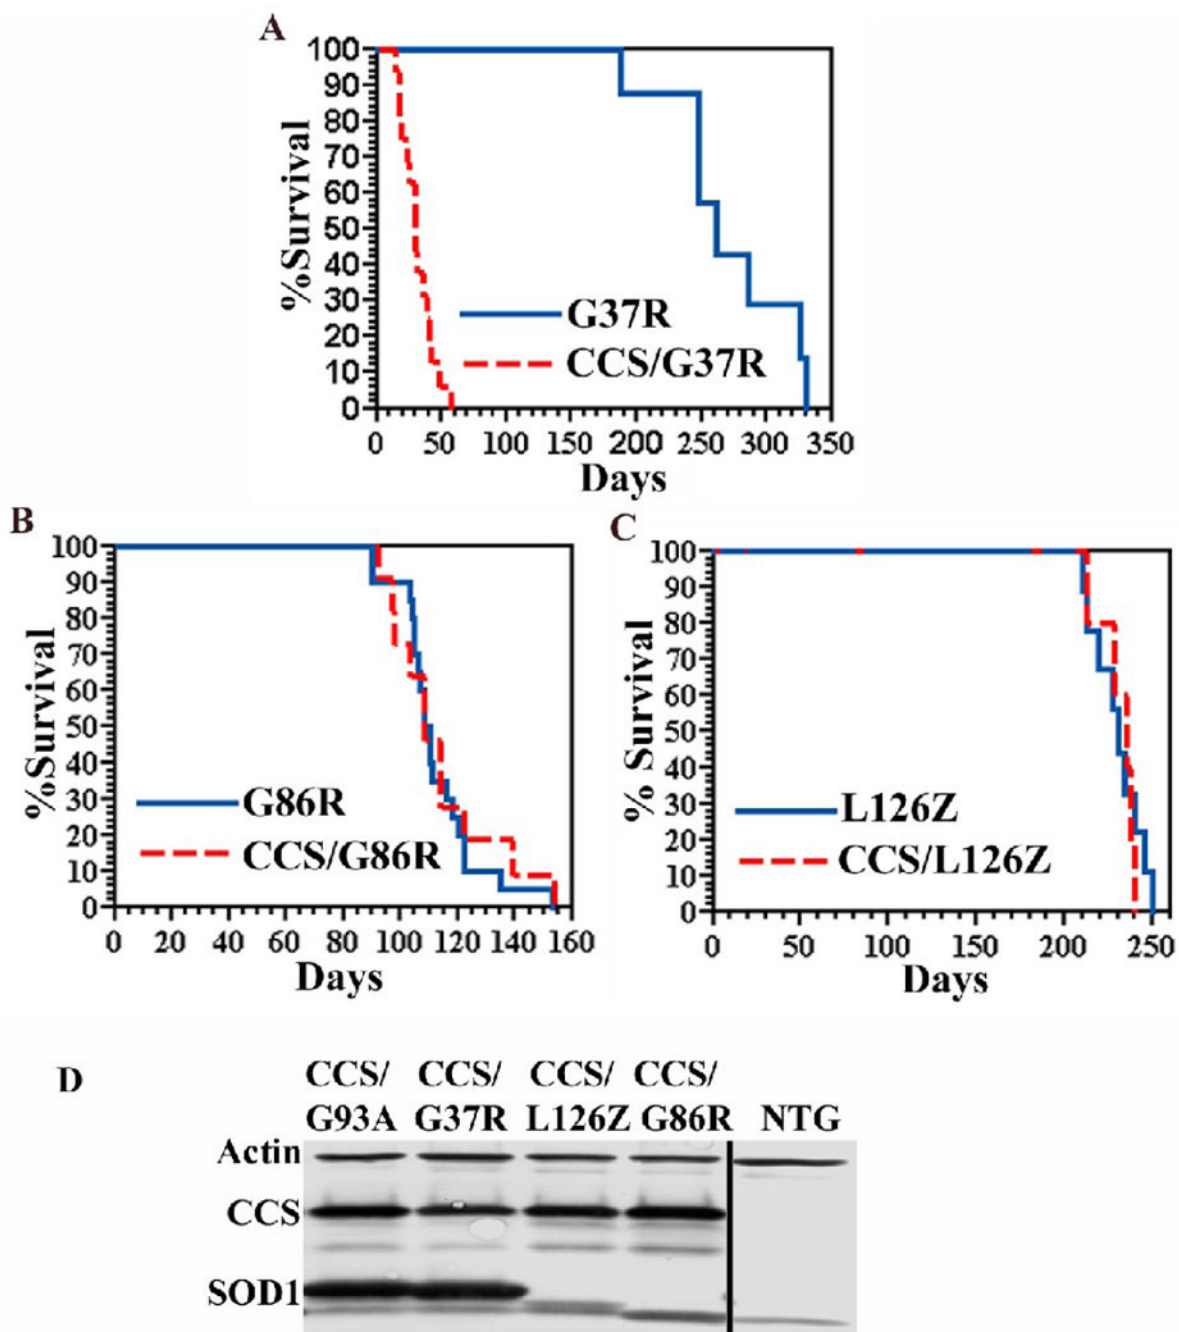 A
100
90
80
70
60
50
40
30
20
10
0
%Survival
G37R
CCS/G37R
0 50 100 150 200 250 300 350
Days
B
100
90
80
70
60
50
40
30
20
10
0
%Survival
G86R
CCS/G86R
0 20 40 60 80 100 120 140 160
Days
C
100
90
80
70
60
50
40
30
20
10
0
% Survival
L126Z
CCS/L126Z
0 50 100 150 200 250
Days
D
CCS/ CCS/ CCS/ CCS/
G93A G37R L126Z G86R NTG
Actin
CCS
SOD1